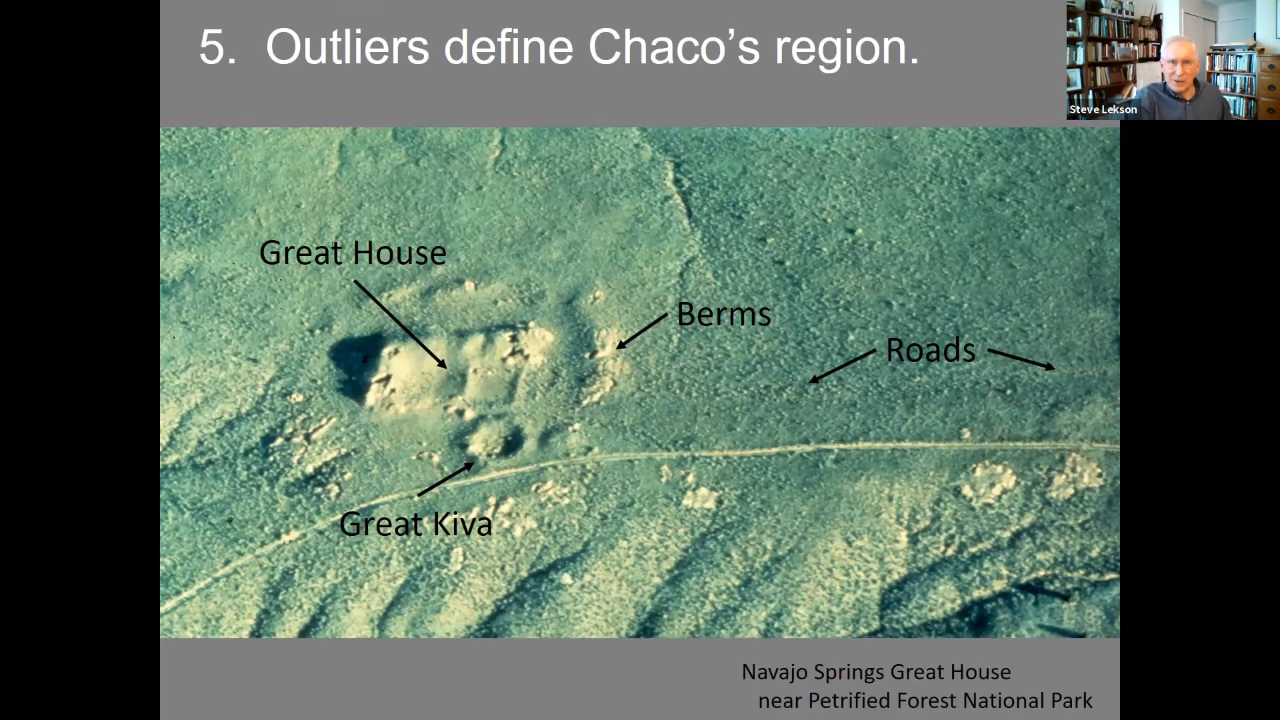 5. Outliers define Chaco’s region.
Steve Lekson
Great House
Berms
Roads
Great Kiva
Navajo Springs Great House
near Petrified Forest National Park